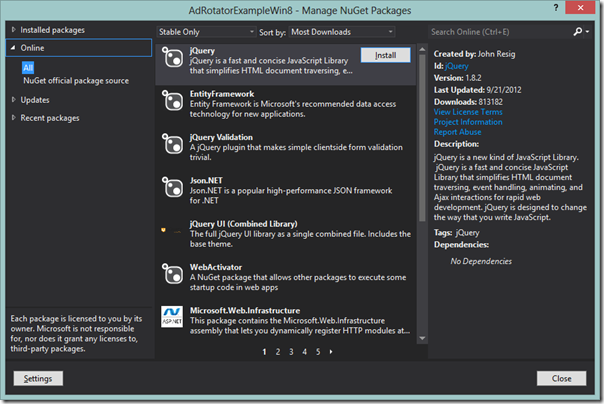 AdRotatorExampleWin8 - Manage NuGet Packages
Installed packages
Online
All
NuGet official package source
Updates
Recent packages
Each package is licensed to you by its
owner. Microsoft is not responsible
for, nor does it grant any licenses to,
third-party packages.
Settings
Stable Only
Sort by: Most Downloads
jQuery
jQuery is a fast and concise JavaScript Library
that simplifies HTML document traversing, e...
Install
EntityFramework
Entity Framework is Microsoft's recommended data access
technology for new applications.
jQuery Validation
A jQuery plugin that makes simple clientside form validation
trivial.
Json.NET
Json.NET is a popular high-performance JSON framework
for .NET
jQuery UI (Combined Library)
The full jQuery UI library as a single combined file. Includes the
base theme.
WebActivator
A NuGet package that allows other packages to execute some
startup code in web apps
ASP.NET
Microsoft.Web.Infrastructure
This package contains the Microsoft.Web.Infrastructure
assembly that lets you dynamically register HTTP modules at...
1 2 3 4 5
Search Online (Ctrl+E)
Created by: John Resig
Id: jQuery
Version: 1.8.2
Last Updated: 9/21/2012
Downloads: 813182
View License Terms
Project Information
Report Abuse
Description:
jQuery is a new kind of JavaScript Library.
jQuery is a fast and concise JavaScript
Library that simplifies HTML document
traversing, event handling, animating, and
Ajax interactions for rapid web
development. jQuery is designed to change
the way that you write JavaScript.
Tags: jQuery
Dependencies:
No Dependencies
Close